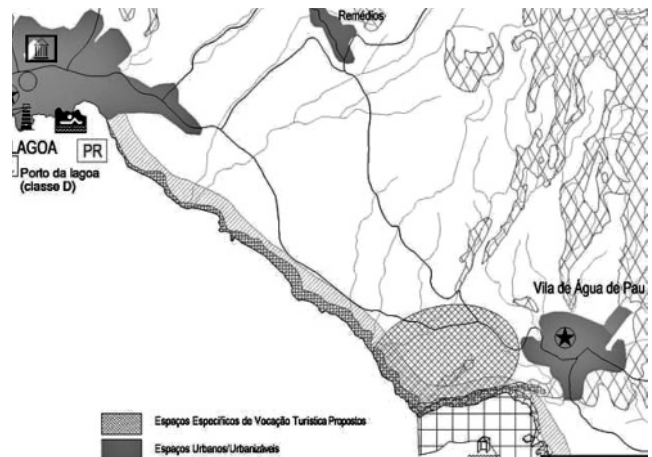 Remédios
LAGOA
PR
Porto da lagoa
(classe D)
Vila de Água de Pau
Espaços Específicos de Vocação Turística Propostos
Espaços Urbanos/Urbanizáveis